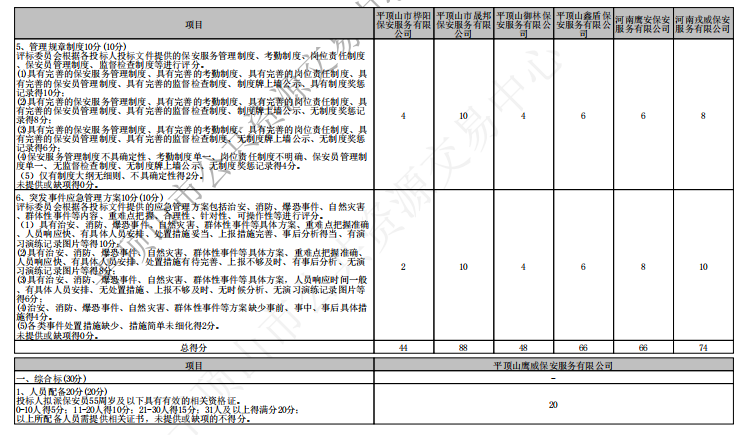 项目
平顶山市桦阳保安服务有限公司
平顶山市晟邦保安服务有限公司
平顶山御林保安服务有限公司
平顶山鑫盾保安服务有限公司
河南鹰安保安服务有限公司
河南戎威保安服务有限公司
5、管理规章制度10分(10分)
评标委员会根据各投标人投标文件提供的保安服务管理制度、考勤制度、岗位责任制度
、保安员管理制度、监督检查制度等进行评分。
(1)具有完善的保安服务管理制度、具有完善的考勤制度、具有完善的岗位责任制度、具
有完善的保安员管理制度、具有完善的监督检查制度、制度牌上墙公示、具有制度奖惩
记录得10分；
(2)具有完善的保安服务管理制度、具有完善的考勤制度、具有完善的岗位责任制度、具
有完善的保安员管理制度、具有完善的监督检查制度、制度牌上墙公示、无制度奖惩记
录得8分；
(3)具有完善的保安服务管理制度、具有完善的考勤制度、具有完善的岗位责任制度、具
有完善的保安员管理制度、具有完善的监督检查制度、无制度牌上墙公示、无制度奖惩
记录得6分；
(4)保安服务管理制度不具确定性、考勤制度单一、岗位责任制度不明确、保安员管理制
度单一、无监督检查制度、无制度牌上墙公示、无制度奖惩记录得4分。
（5）仅有制度大纲无细则、不具确定性得2分。
未提供或缺项得0分。
4 10 4 6 6 8
6、突发事件应急管理方案10分(10分)
评标委员会根据各投标文件提供的应急管理方案包括治安、消防、爆恐事件、自然灾害
、群体性事等内容、重难点把握、合理性、针对性、可操作性等进行评分。
（1）具有治安、消防、爆恐事件、自然灾害、群体性事件等具体方案、重难点把握准确
、人员响应快、有具体人员安排、处置措施妥当、上报措施完善、事后分析得当，有演
习演练记录图片等得10分；
(2)具有治安、消防、爆恐事件、自然灾害、群体性事件等具体方案、重难点把握准确、
人员响应快、有具体人员安排、处置措施有待完善、上报不够及时、有事后分析、无演
习演练记录图片等得8分；
(3)具有治安、消防、爆恐事件、自然灾害、群体性事件等具体方案，人员响应时间一般
、有具体人员安排、无处置措施、上报不够及时、无时候分析、无演习演练记录图片等
得6分；
(4)治安、消防、爆恐事件、自然灾害、群体性事件等方案缺少事前、事中、事后具体措
施得4分。
(5)各类事件处置措施缺少、措施简单未细化得2分。
未提供或缺项得0分。
2 10 4 6 8 10
总得分 44 88 48 66 66 74
项目 平顶山鹰威保安服务有限公司
一、综合标(30分) -
1、人员配备20分(20分)
投标人拟派保安员55周岁及以下具有有效的相关资格证。
0-10人得5分；11-20人得10分；21-30人得15分；31人及以上得满分20分；
以上所配备人员需提供相关证书，未提供或缺项的不得分。
20